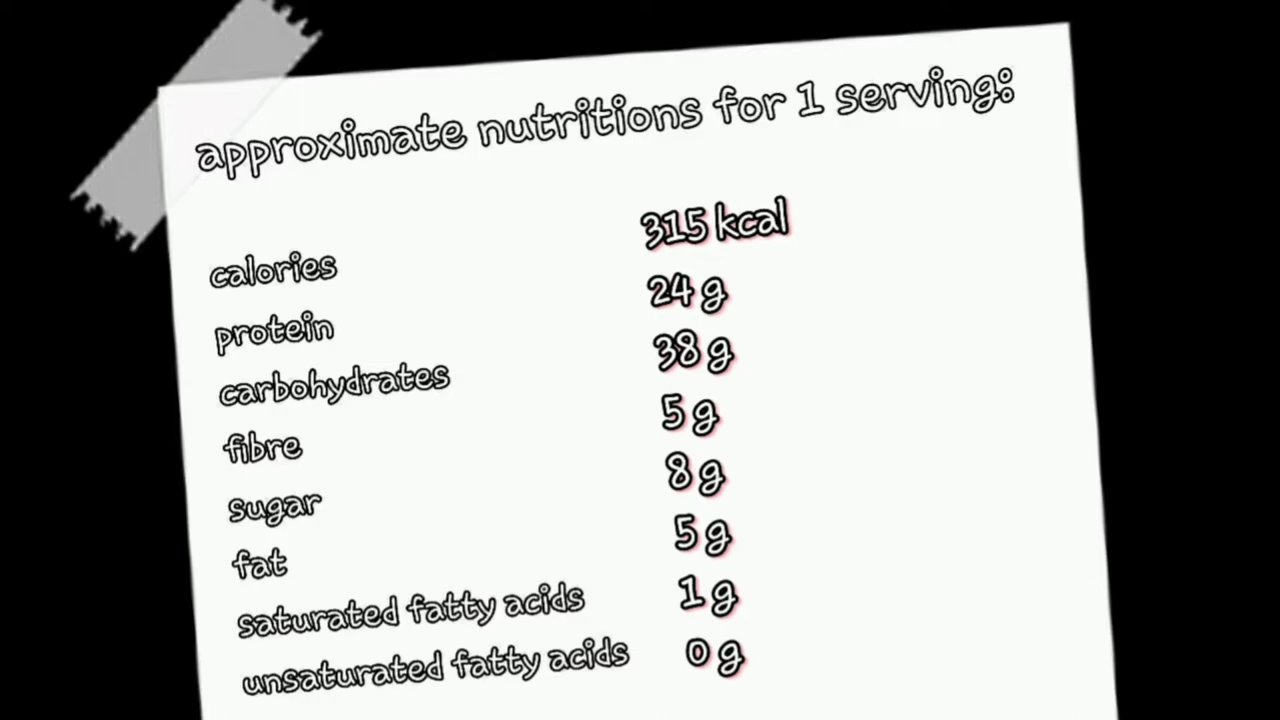 approximate nutritions for 1 serving:
calories 315 kcal
protein 24 g
carbohydrates 38 g
fibre 5 g
sugar 8 g
fat 5 g
saturated fatty acids 1 g
unsaturated fatty acids 0 g